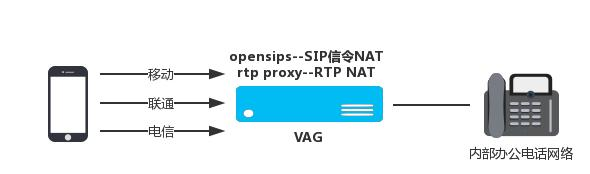 opensips--SIP信令NAT
rtp proxy--RTP NAT
移动
联通
电信
VAG
内部办公电话网络